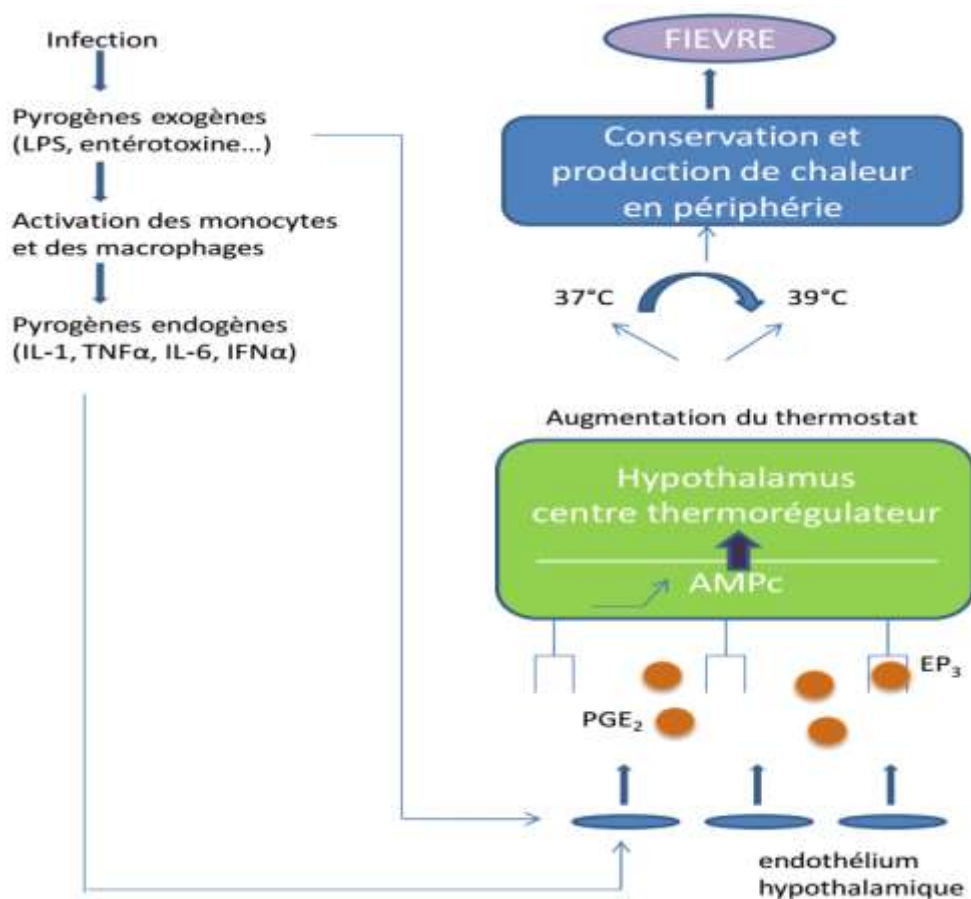 Infection
Pyrogènes exogènes
(LPS, entérotoxine...)
Activation des monocytes
et des macrophages
Pyrogènes endogènes
(IL-1, TNFα, IL-6, IFNα)
FIEVRE
Conservation et
production de chaleur
en périphérie
37°C
39°C
Augmentation du thermostat
Hypothalamus
centre thermorégulateur
AMPc
EP₃
PGE₂
endothélium
hypothalamique